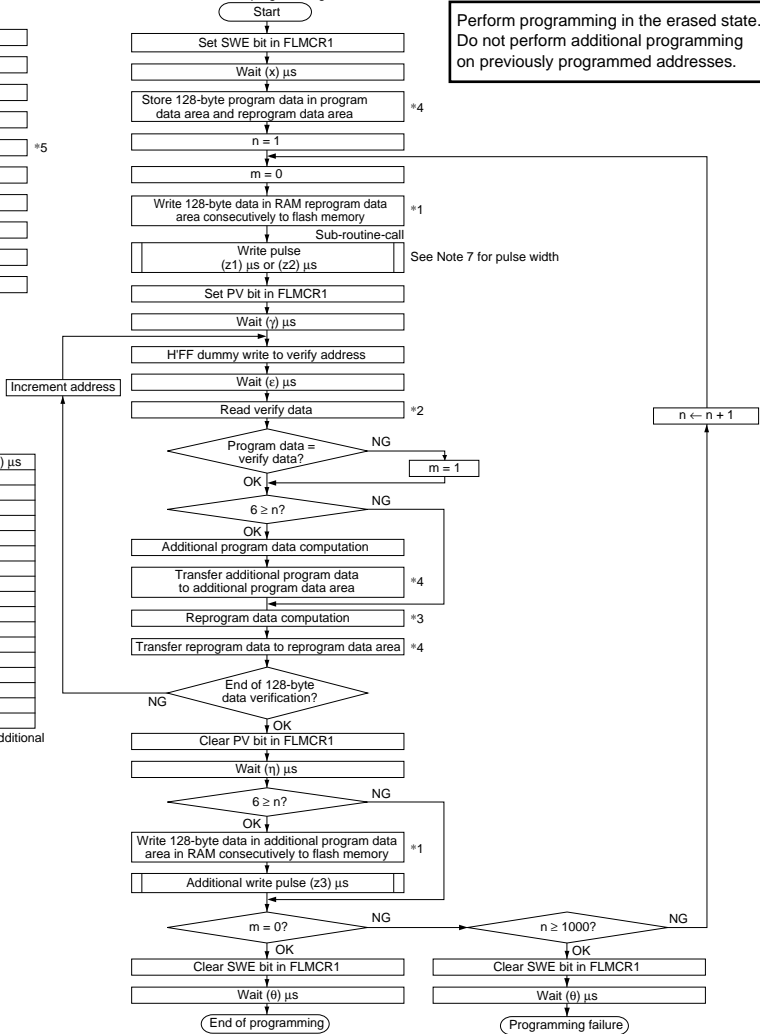 Start
Perform programming in the erased state.
Do not perform additional programming
on previously programmed addresses.
Set SWE bit in FLMCR1
Wait (x) µs
Store 128-byte program data in program
data area and reprogram data area
*4
n = 1
*5
m = 0
Write 128-byte data in RAM reprogram data
area consecutively to flash memory
*1
Sub-routine-call
Write pulse
(z1) µs or (z2) µs
See Note 7 for pulse width
Set PV bit in FLMCR1
Wait (γ) µs
H'FF dummy write to verify address
Increment address
Wait (ε) µs
Read verify data
*2
n ← n + 1
Program data =
verify data?
NG
m = 1
OK
) µs
6 ≥ n?
NG
OK
Additional program data computation
Transfer additional program data
to additional program data area
*4
Reprogram data computation
*3
Transfer reprogram data to reprogram data area
*4
End of 128-byte
data verification?
NG
OK
dditional
Clear PV bit in FLMCR1
Wait (η) µs
6 ≥ n?
NG
OK
Write 128-byte data in additional program data
area in RAM consecutively to flash memory
*1
Additional write pulse (z3) µs
m = 0?
NG
n ≥ 1000?
NG
OK
OK
Clear SWE bit in FLMCR1
Clear SWE bit in FLMCR1
Wait (θ) µs
Wait (θ) µs
End of programming
Programming failure